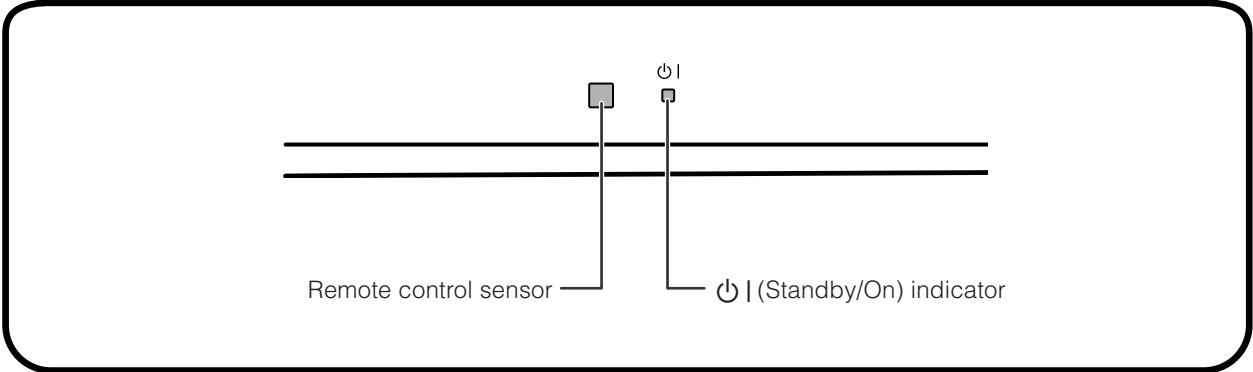 ⏻ |
Remote control sensor
⏻ | (Standby/On) indicator